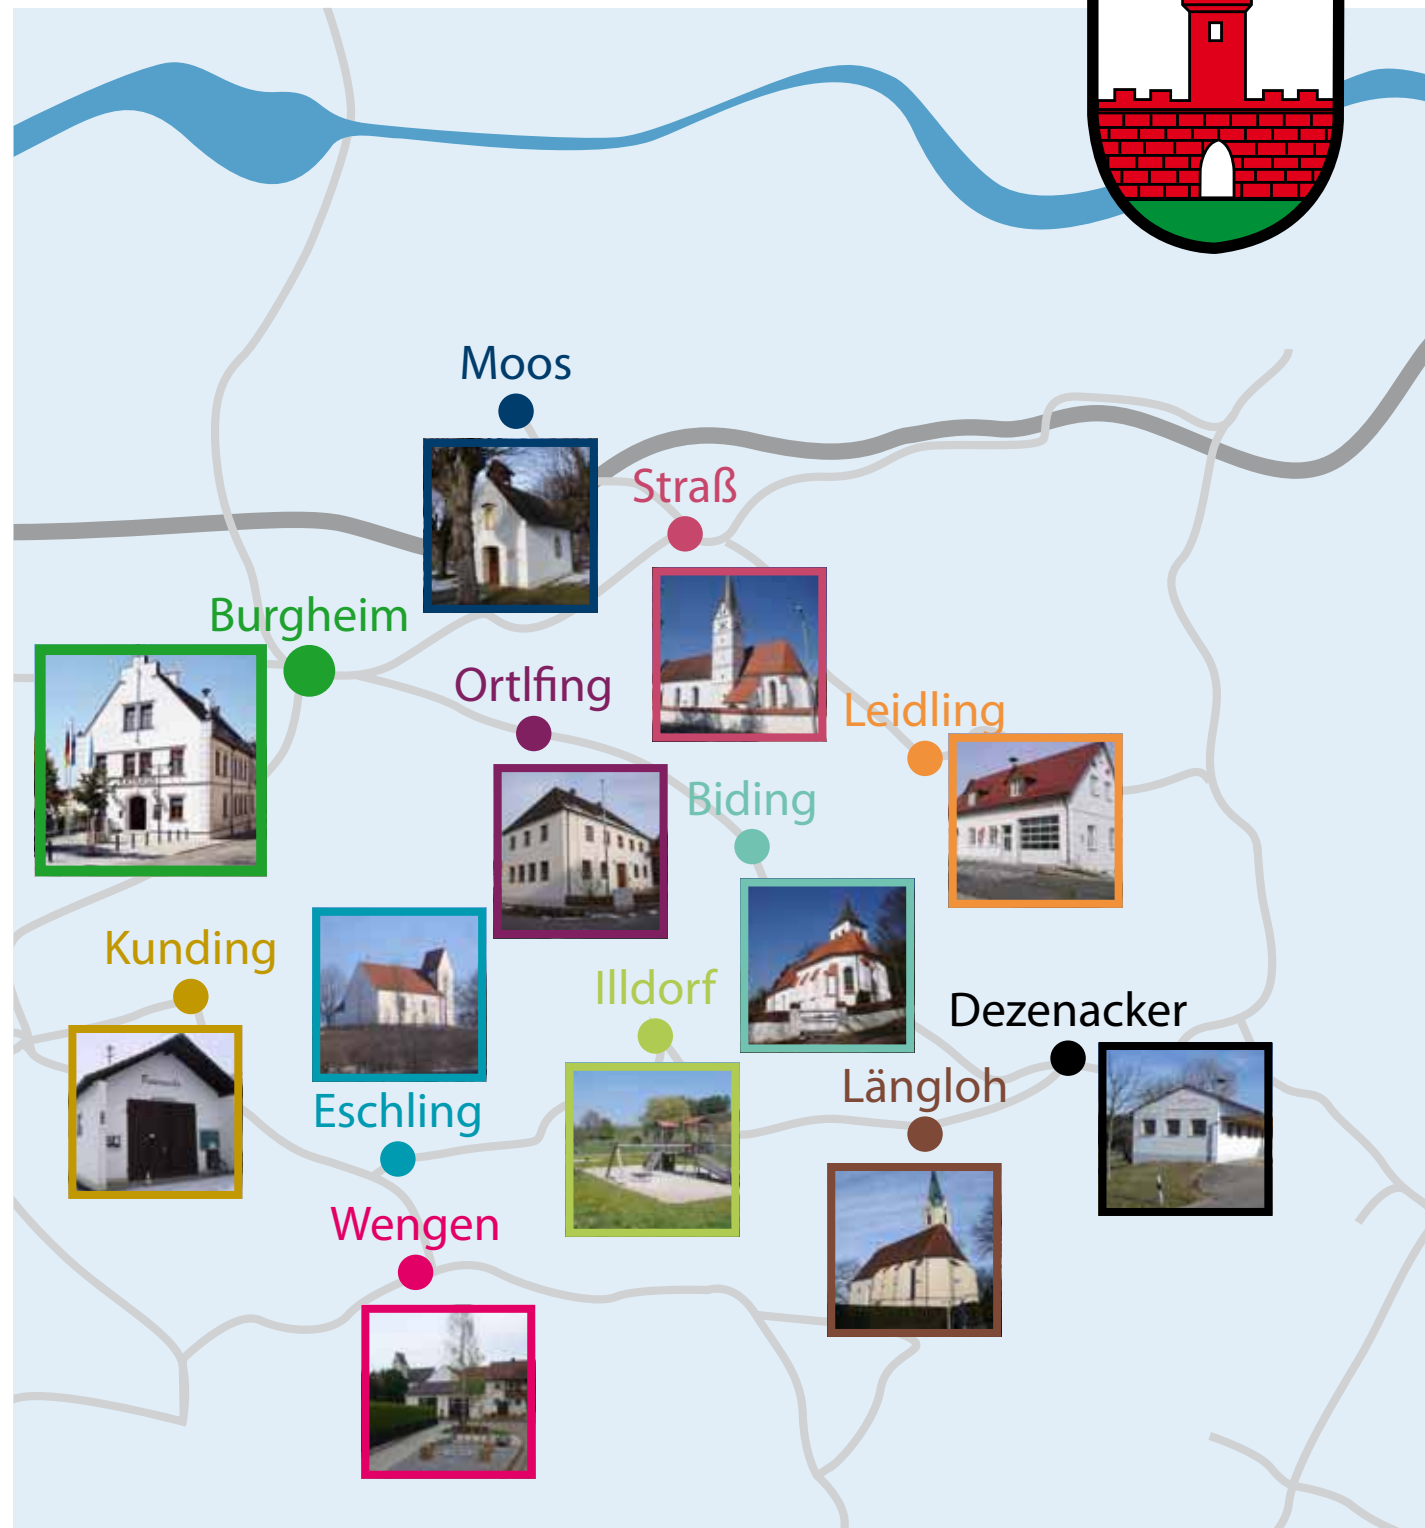 Moos
Straß
Burgheim
Ortlfing
Leidling
Biding
Kunding
Illdorf
Dezenacker
Längloh
Eschling
Wengen